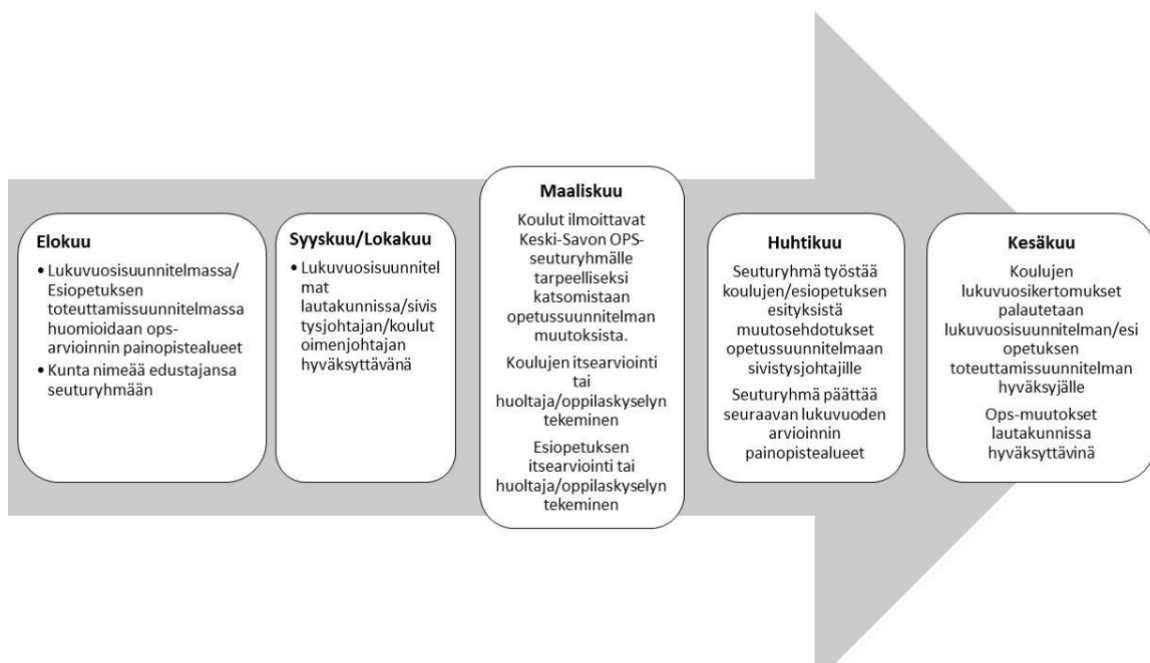 Elokuu
• Lukuvuosisuunnitelmassa/
Esiopetuksen
toteuttamissuunnitelmassa
huomioidaan ops-
arvioinnin painopistealueet
• Kunta nimeää edustajansa
seuturyhmään
Syyskuu/Lokakuu
• Lukuvuosisuunnitel
mat
lautakunnissa/sivis
tysjohtajan/koulut
oimenjohtajan
hyväksyttävänä
Maaliskuu
Koulut ilmoittavat
Keski-Savon OPS-
seuturyhmälle
tarpeelliseksi
katsomistaan
opetussuunnitelman
muutoksista.
Koulujen itsearviointi
tai
huoltaja/oppilaskyselyn
tekeminen
Esiopetuksen
itsearviointi tai
huoltaja/oppilaskyselyn
tekeminen
Huhtikuu
Seuturyhmä työstää
koulujen/esiopetuksen
esityksistä
muutosehdotukset
opetussuunnitelmaan
sivistysjohtajille
Seuturyhmä päättää
seuraavan lukuvuoden
arvioinnin
painopistealueet
Kesäkuu
Koulujen
lukuvuosikertomukset
palautetaan
lukuvuosisuunnitelman/esi
opetuksen
toteuttamissuunnitelman
hyväksyjälle
Ops-muutokset
lautakunnissa
hyväksyttävinä